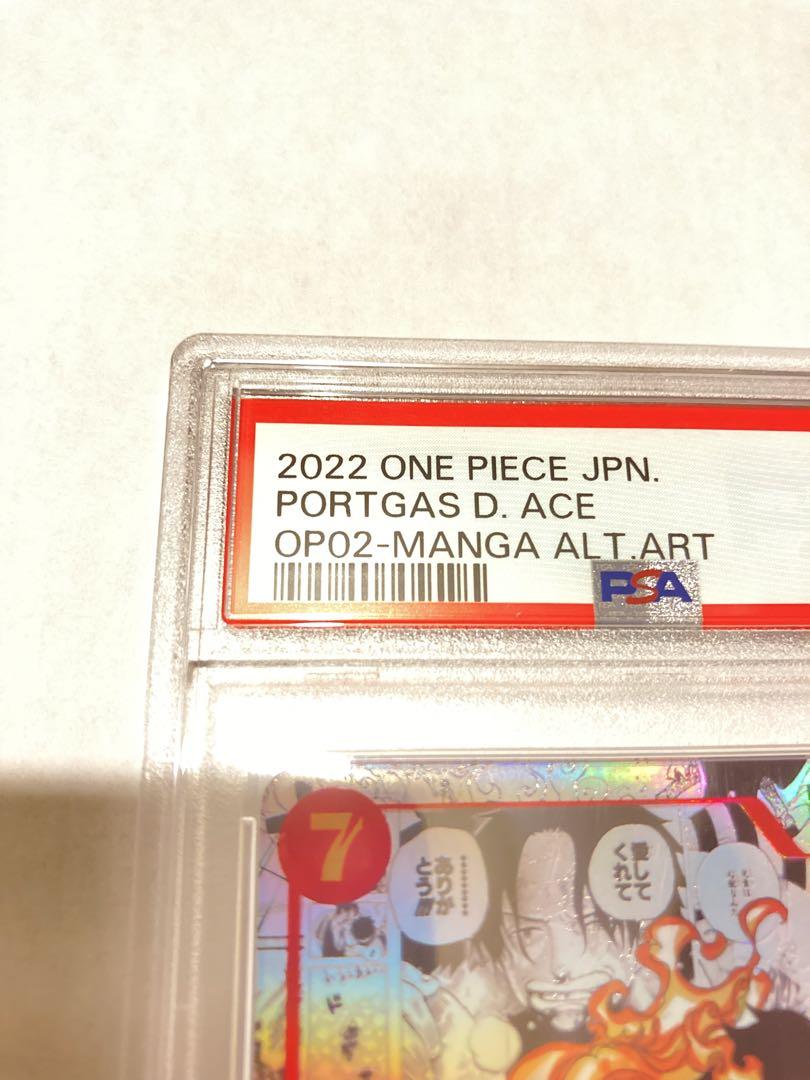 2022 ONE PIECE JPN.
PORTGAS D. ACE
OP02-MANGA ALT.ART
PSA
7
愛して
くれて
………
ありが
とう!!!